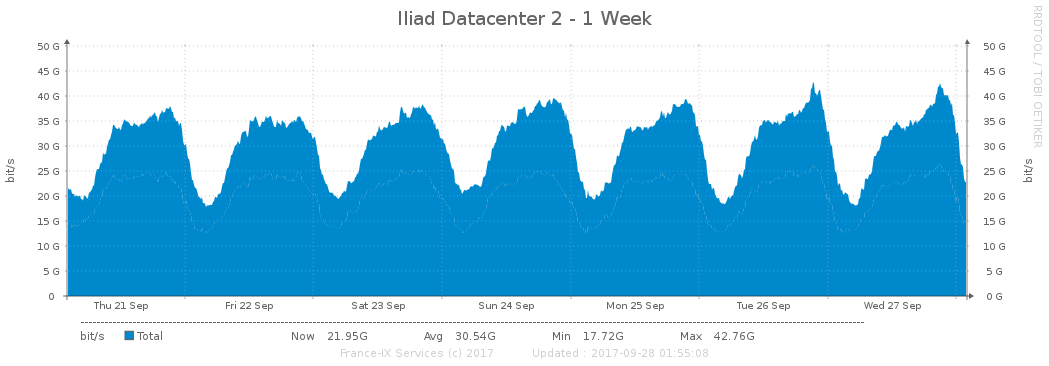 Iliad Datacenter 2 - 1 Week
RRDTOOL / TOBI OETIKER
50 G 50 G
45 G 45 G
40 G 40 G
35 G 35 G
30 G 30 G
25 G 25 G
20 G 20 G
15 G 15 G
10 G 10 G
5 G 5 G
0 0 G
bit/s bit/s
Thu 21 Sep Fri 22 Sep Sat 23 Sep Sun 24 Sep Mon 25 Sep Tue 26 Sep Wed 27 Sep
bit/s Total Now 21.95G Avg 30.54G Min 17.72G Max 42.76G
France-IX Services (c) 2017 Updated : 2017-09-28 01:55:08